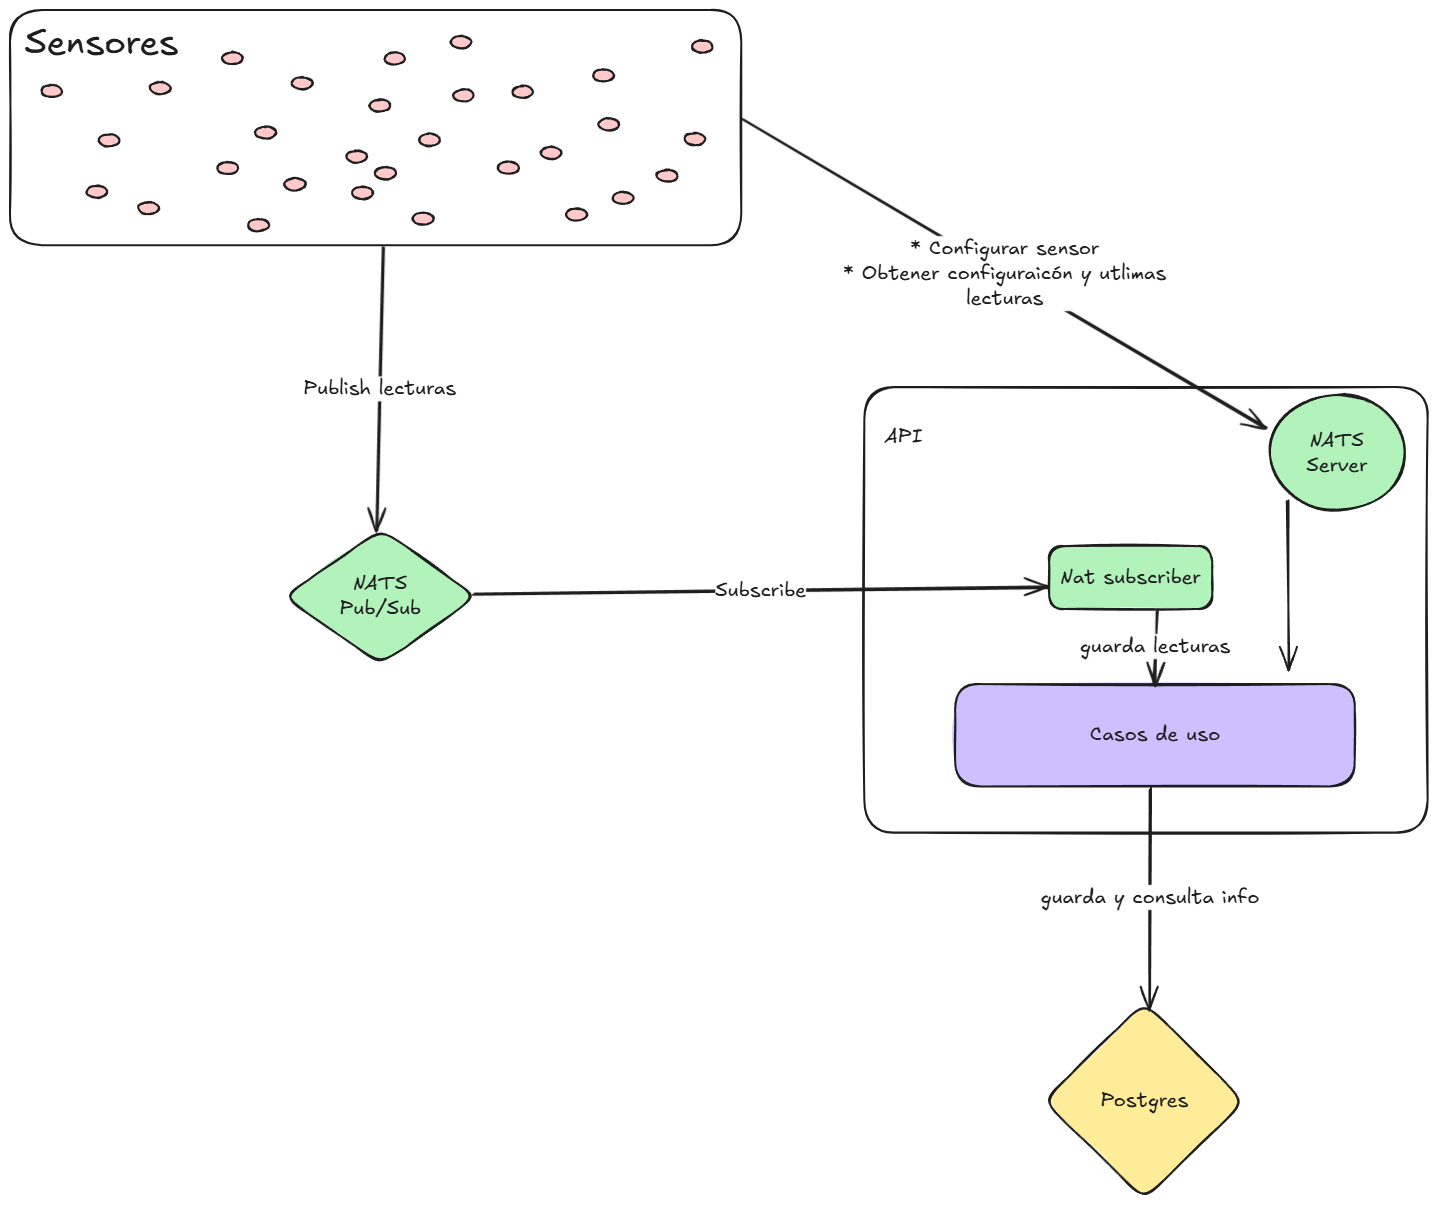 Sensores
* Configurar sensor
* Obtener configuraicón y utlimas
lecturas
Publish lecturas
API
NATS
Server
NATS
Pub/Sub
Subscribe
Nat subscriber
guarda lecturas
Casos de uso
guarda y consulta info
Postgres